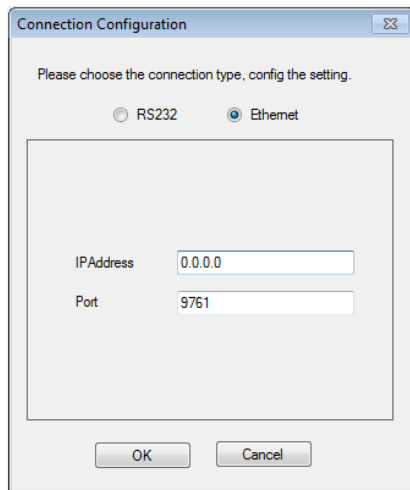 Connection Configuration
Please choose the connection type, config the setting.
RS232 Ethernet
IPAddress 0.0.0.0
Port 9761
OK Cancel